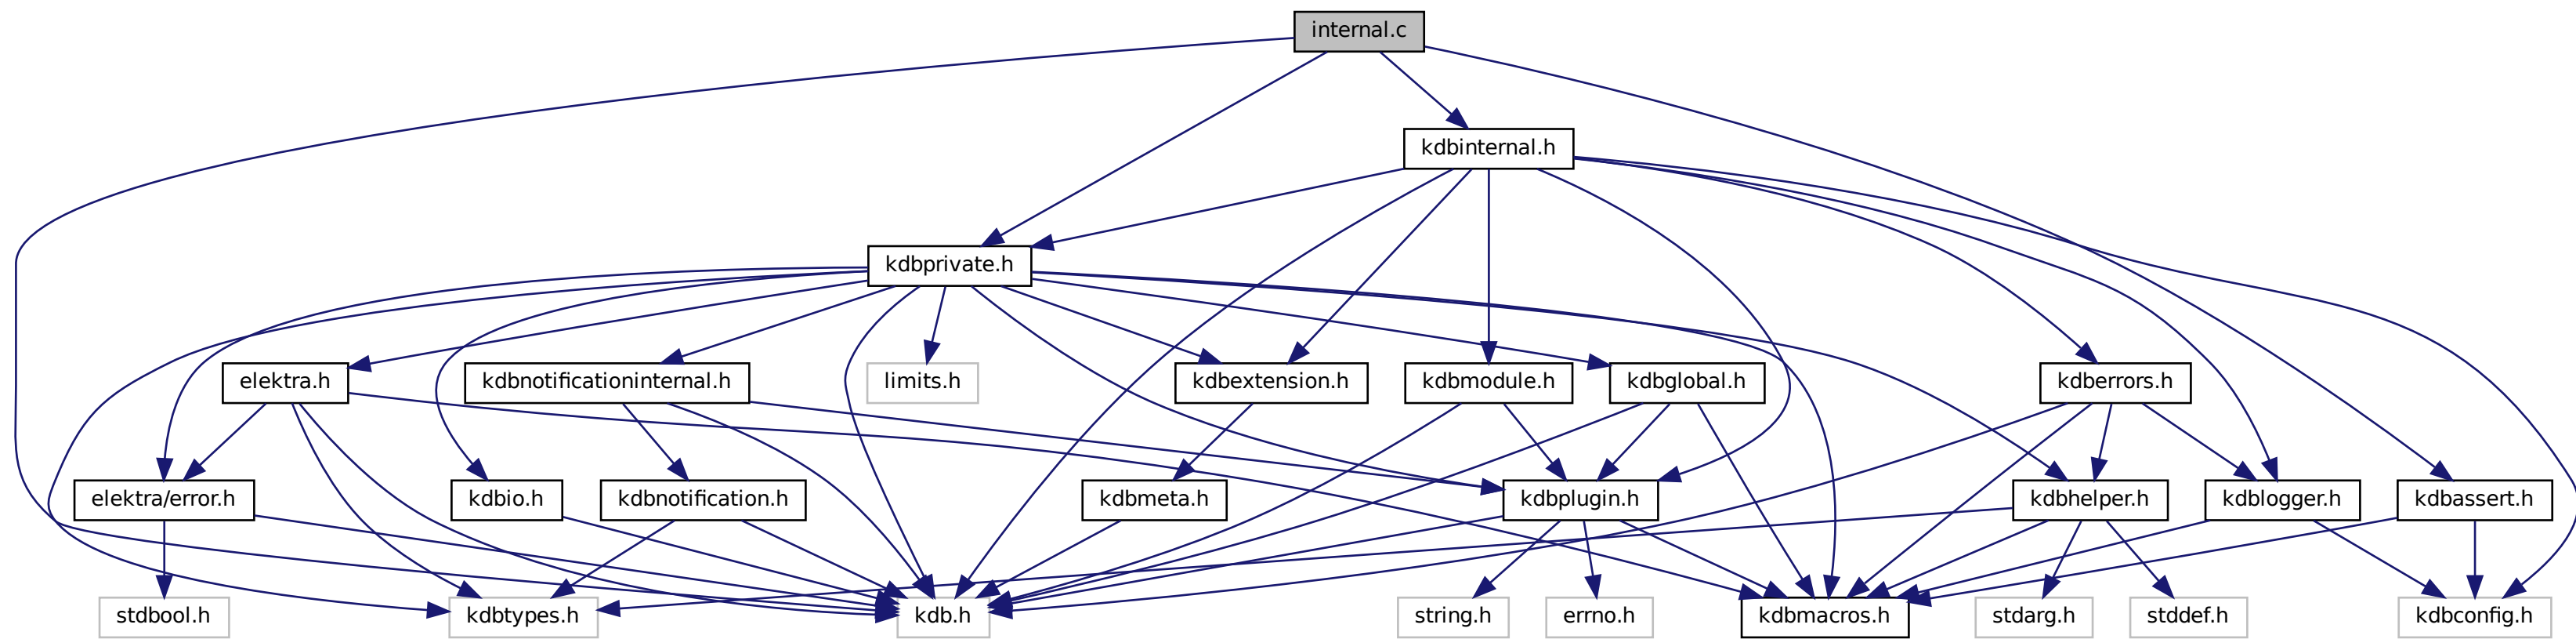 internal.c
kdbinternal.h
kdbprivate.h
elektra.h
kdbnotificationinternal.h
limits.h
kdbextension.h
kdbmodule.h
kdbglobal.h
kdberrors.h
elektra/error.h
kdbio.h
kdbnotification.h
kdbmeta.h
kdbplugin.h
kdbhelper.h
kdblogger.h
kdbassert.h
stdbool.h
kdbtypes.h
kdb.h
string.h
errno.h
kdbmacros.h
stdarg.h
stddef.h
kdbconfig.h